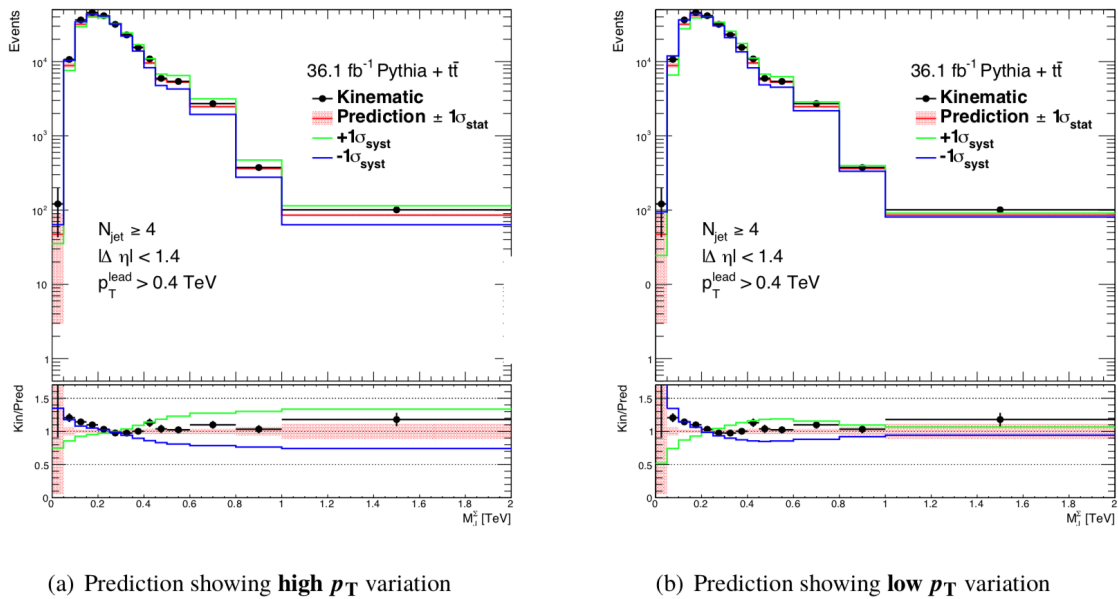 Events
10⁴
10³
10²
10
1
36.1 fb⁻¹ Pythia + tt̄
Kinematic
Prediction ± 1σstat
+1σsyst
-1σsyst
Njet ≥ 4
|Δ η| < 1.4
pTlead > 0.4 TeV
Kin/Pred
1.5
1
0.5
0
0 0.2 0.4 0.6 0.8 1 1.2 1.4 1.6 1.8 2
MJΣ [TeV]
(a) Prediction showing high pT variation
Events
10⁴
10³
10²
0
1
36.1 fb⁻¹ Pythia + tt̄
Kinematic
Prediction ± 1σstat
+1σsyst
-1σsyst
Njet ≥ 4
|Δ η| < 1.4
pTlead > 0.4 TeV
Kin/Pred
1.5
1
0.5
0
0 0.2 0.4 0.6 0.8 1 1.2 1.4 1.6 1.8 2
MJΣ [TeV]
(b) Prediction showing low pT variation